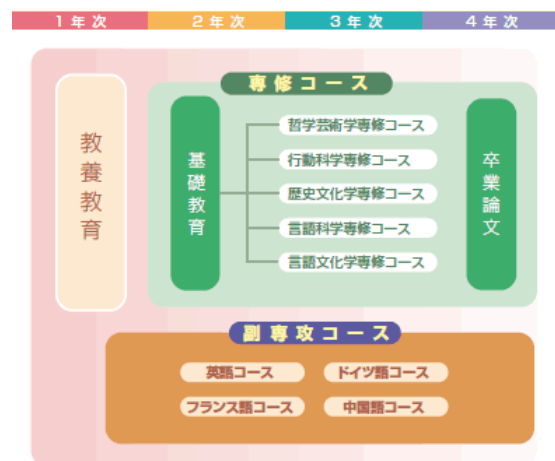 1年次 2年次 3年次 4年次
専修コース
教養教育
基礎教育
哲学芸術学専修コース
行動科学専修コース
歴史文化学専修コース
言語科学専修コース
言語文化学専修コース
卒業論文
副専攻コース
英語コース ドイツ語コース
フランス語コース 中国語コース